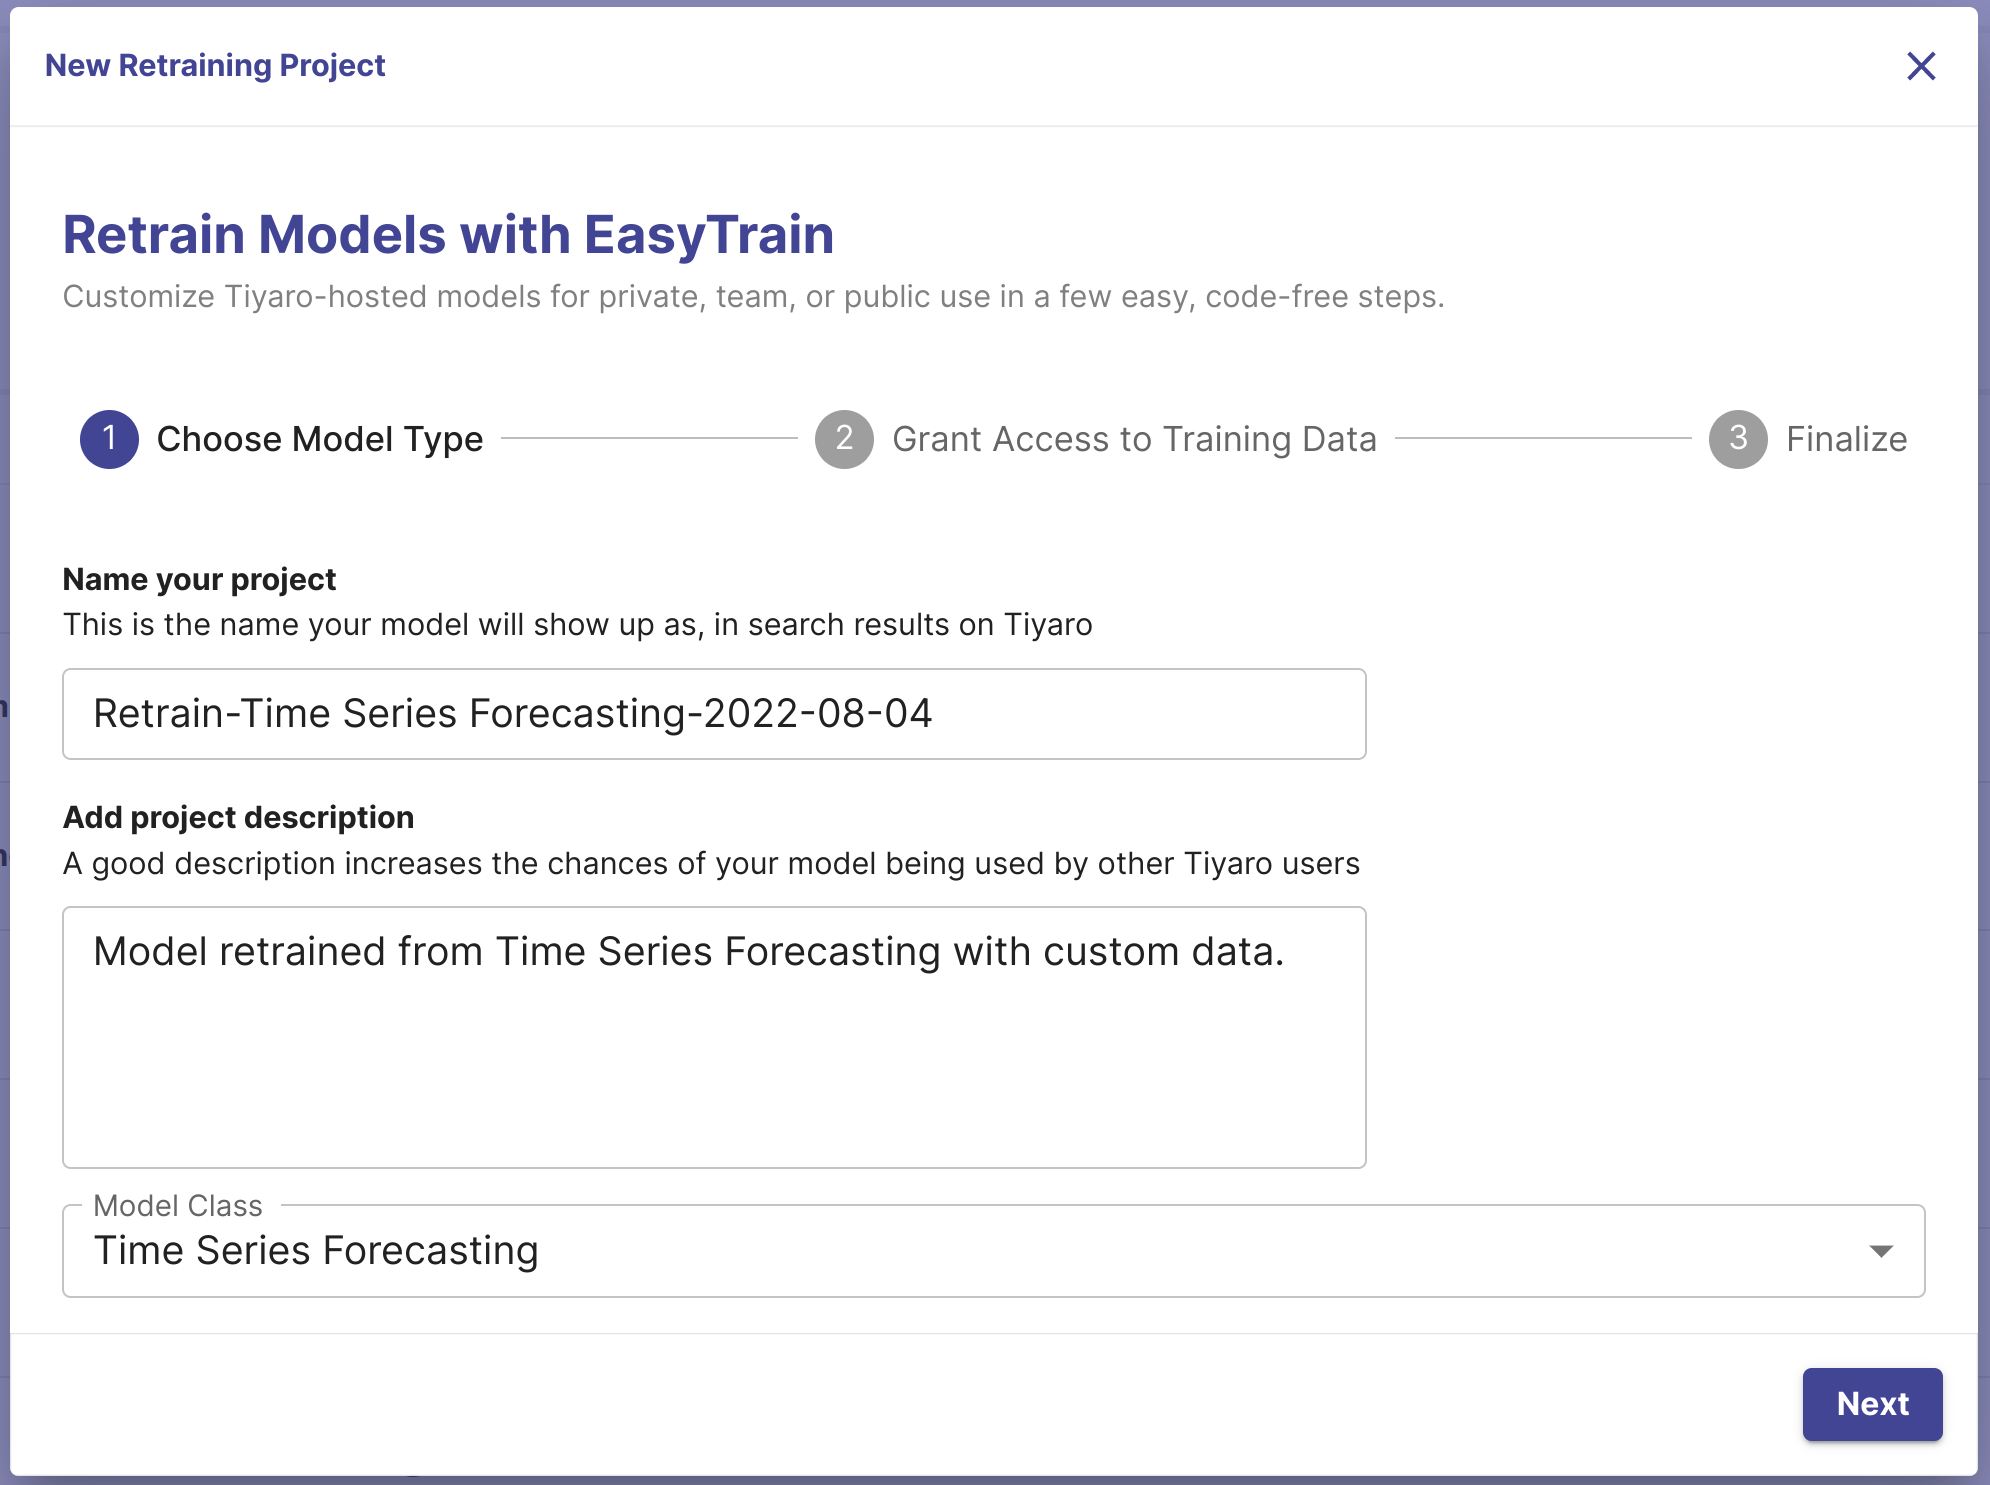 New Retraining Project
Retrain Models with EasyTrain
Customize Tiyaro-hosted models for private, team, or public use in a few easy, code-free steps.
1 Choose Model Type 2 Grant Access to Training Data 3 Finalize
Name your project
This is the name your model will show up as, in search results on Tiyaro
Retrain-Time Series Forecasting-2022-08-04
Add project description
A good description increases the chances of your model being used by other Tiyaro users
Model retrained from Time Series Forecasting with custom data.
Model Class
Time Series Forecasting
Next